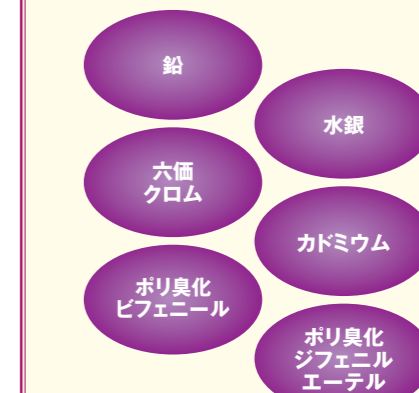 鉛
水銀
六価
クロム
カドミウム
ポリ臭化
ビフェニール
ポリ臭化
ジフェニル
エーテル